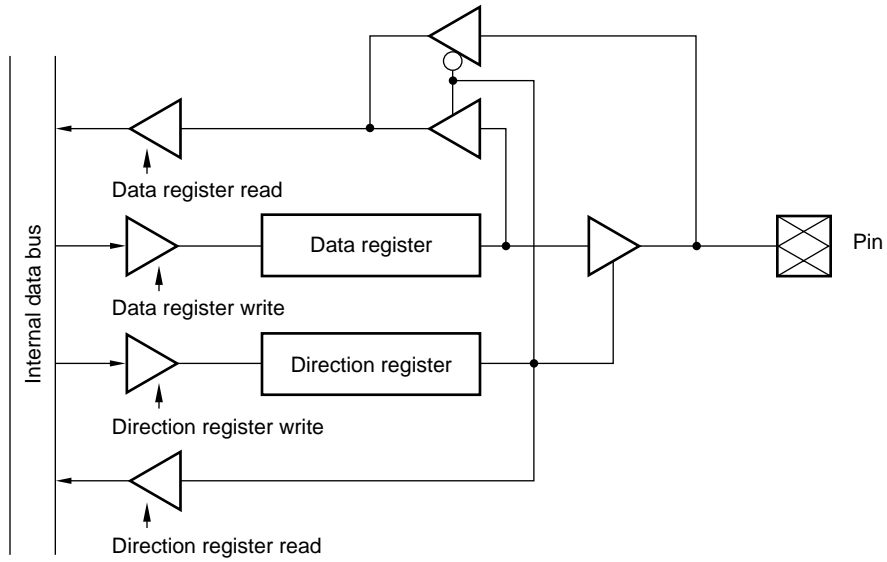 Data register read
Data register
Pin
Data register write
Internal data bus
Direction register
Direction register write
Direction register read